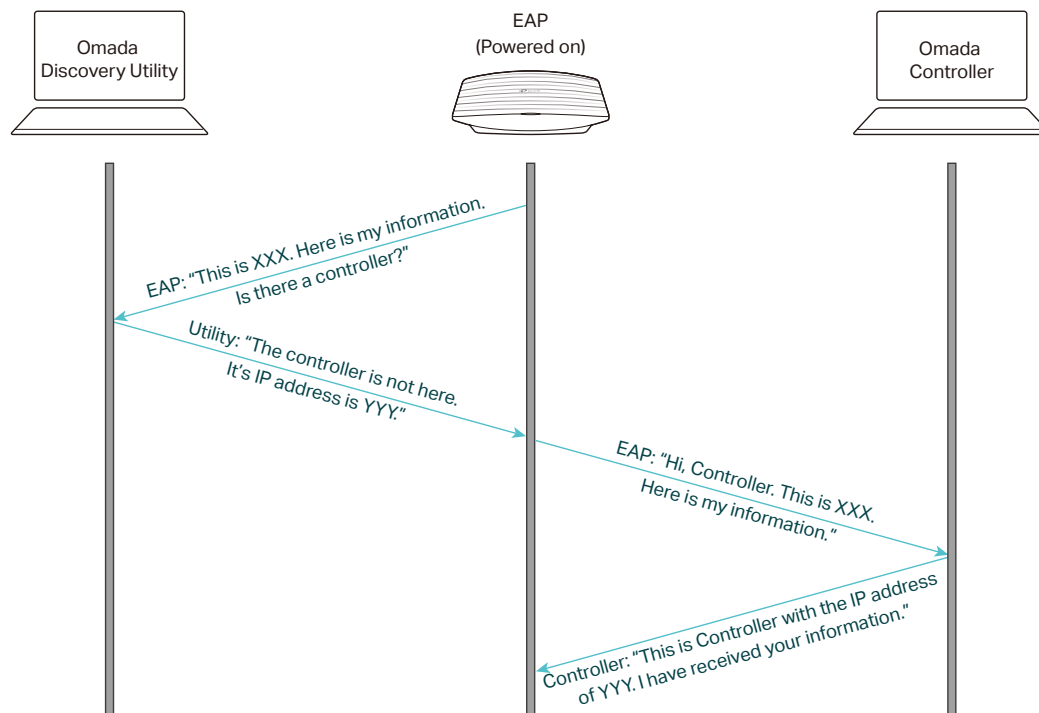 Omada
Discovery Utility
EAP
(Powered on)
Omada
Controller
EAP: “This is XXX. Here is my information.
Is there a controller?”
Utility: “The controller is not here.
It’s IP address is YYY.”
EAP: “Hi, Controller. This is XXX.
Here is my information.”
Controller: “This is Controller with the IP address
of YYY. I have received your information.”